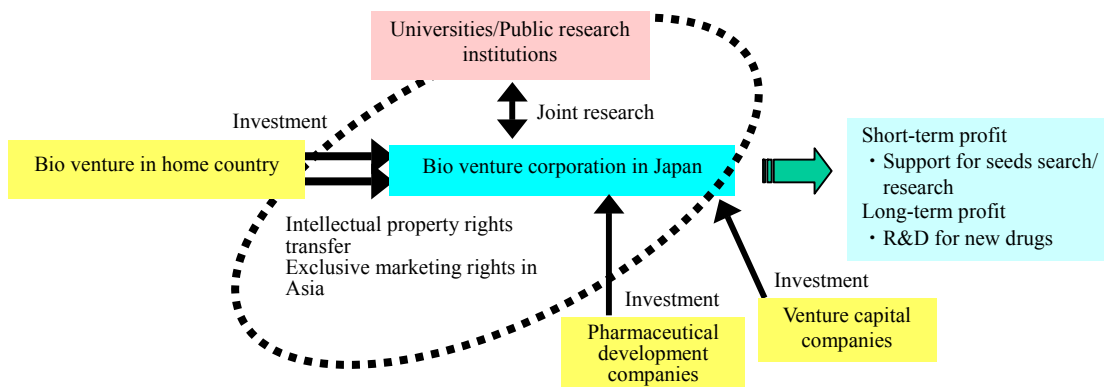 Universities/Public research
institutions
Investment
Joint research
Bio venture in home country
Bio venture corporation in Japan
Short-term profit
・Support for seeds search/
research
Long-term profit
・R&D for new drugs
Intellectual property rights
transfer
Exclusive marketing rights in
Asia
Investment
Investment
Pharmaceutical
development
companies
Venture capital
companies